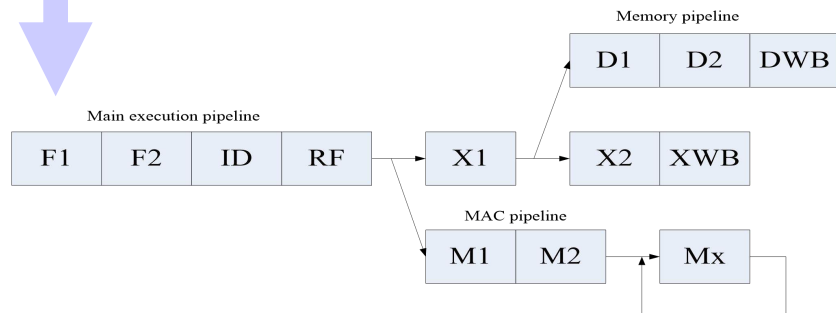 Memory pipeline
D1 D2 DWB
Main execution pipeline
F1 F2 ID RF X1 X2 XWB
MAC pipeline
M1 M2 Mx